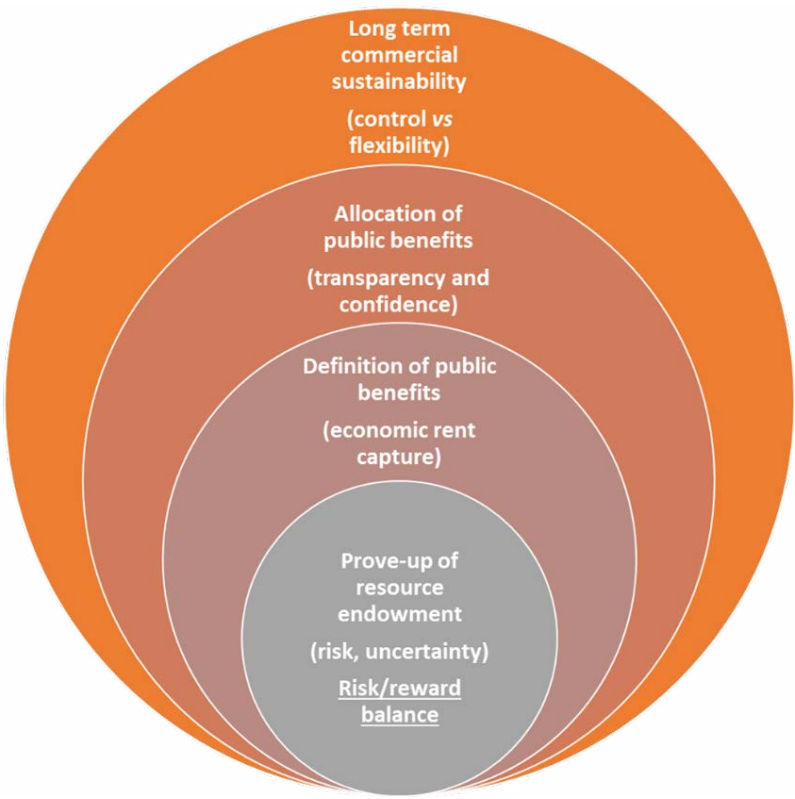 Long term
commercial
sustainability
(control vs
flexibility)
Allocation of
public benefits
(transparency and
confidence)
Definition of public
benefits
(economic rent
capture)
Prove-up of
resource
endowment
(risk, uncertainty)
Risk/reward
balance